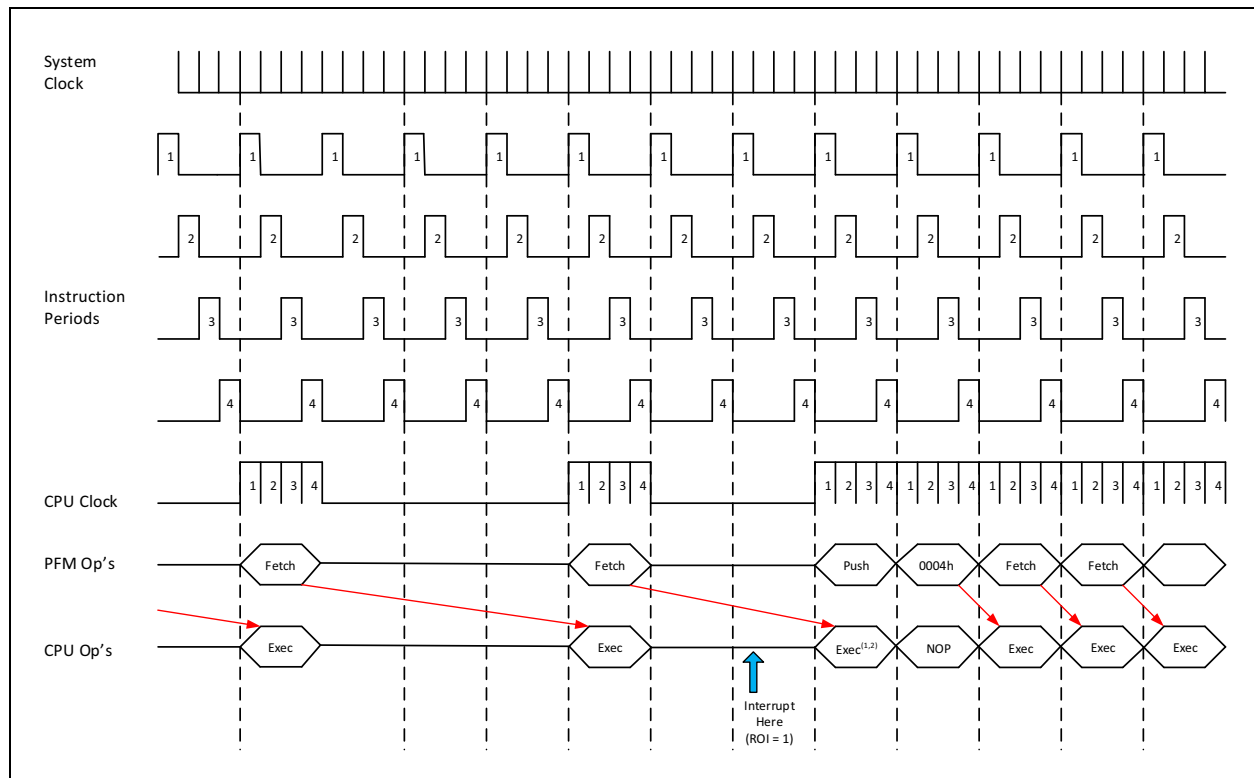 System
Clock
1 1 1 1 1 1 1 1 1 1 1 1 1
2 2 2 2 2 2 2 2 2 2 2 2 2
Instruction
Periods
3 3 3 3 3 3 3 3 3 3 3 3 3
4 4 4 4 4 4 4 4 4 4 4 4 4
CPU Clock
1 2 3 4 1 2 3 4 1 2 3 4 1 2 3 4 1 2 3 4 1 2 3 4 1 2 3 4
PFM Op's Fetch Fetch Push 0004h Fetch Fetch
CPU Op's Exec Exec Exec(1,2) NOP Exec Exec Exec
Interrupt
Here
(ROI = 1)